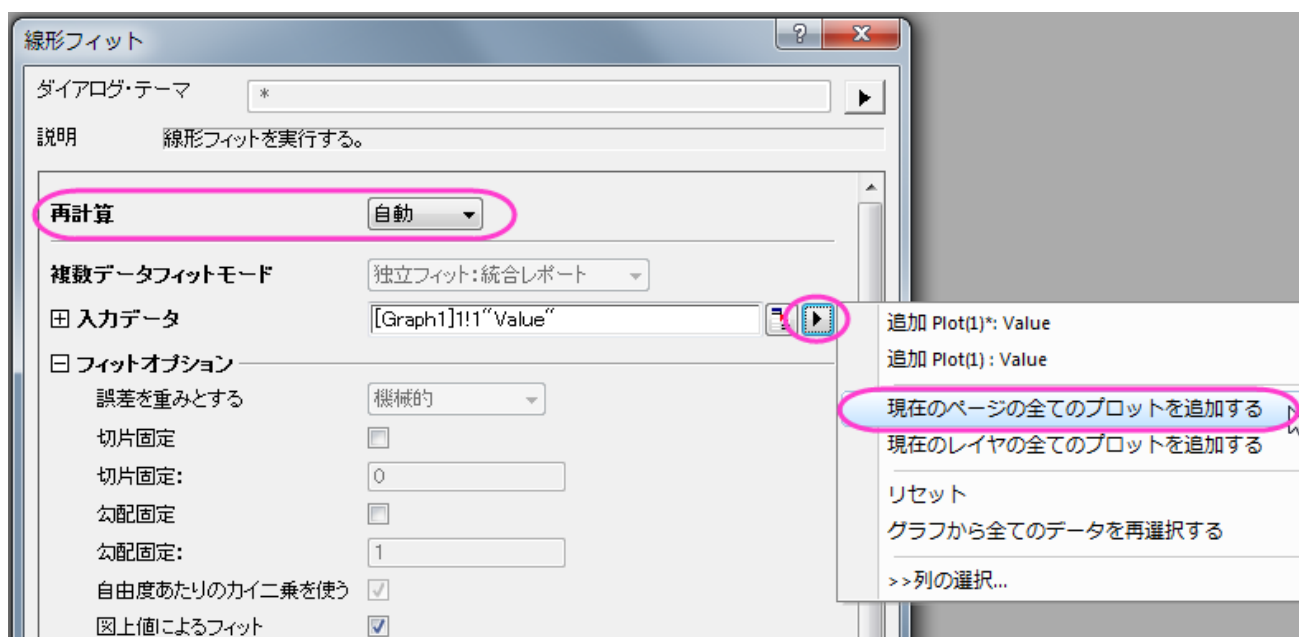 線形フィット
ダイアログ・テーマ *
説明 線形フィットを実行する。
再計算 自動
複数データフィットモード 独立フィット:統合レポート
入力データ [Graph1]1!1"Value"
フィットオプション
誤差を重みとする 機械的
切片固定
切片固定: 0
勾配固定
勾配固定: 1
自由度あたりのカイ二乗を使う
図上値によるフィット
追加 Plot(1)*: Value
追加 Plot(1) : Value
現在のページの全てのプロットを追加する
現在のレイヤの全てのプロットを追加する
リセット
グラフから全てのデータを再選択する
>>列の選択...